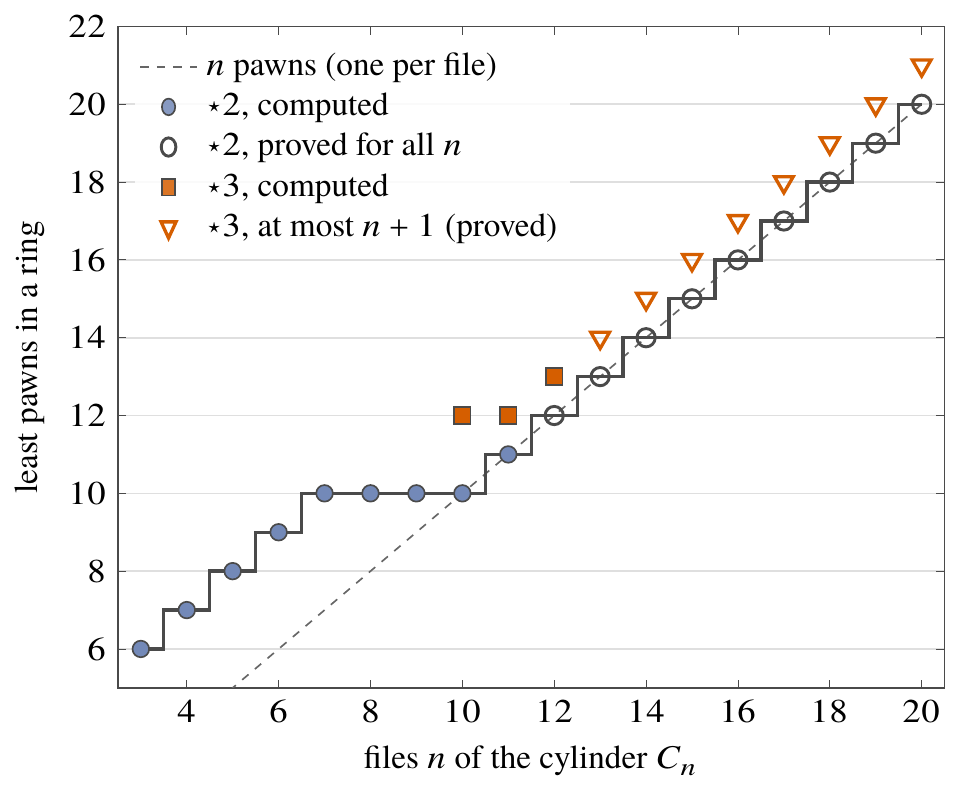 n pawns (one per file)
⋆2, computed
⋆2, proved for all n
⋆3, computed
⋆3, at most n + 1 (proved)
least pawns in a ring
22
20
18
16
14
12
10
8
6
4 6 8 10 12 14 16 18 20
files n of the cylinder Cₙ